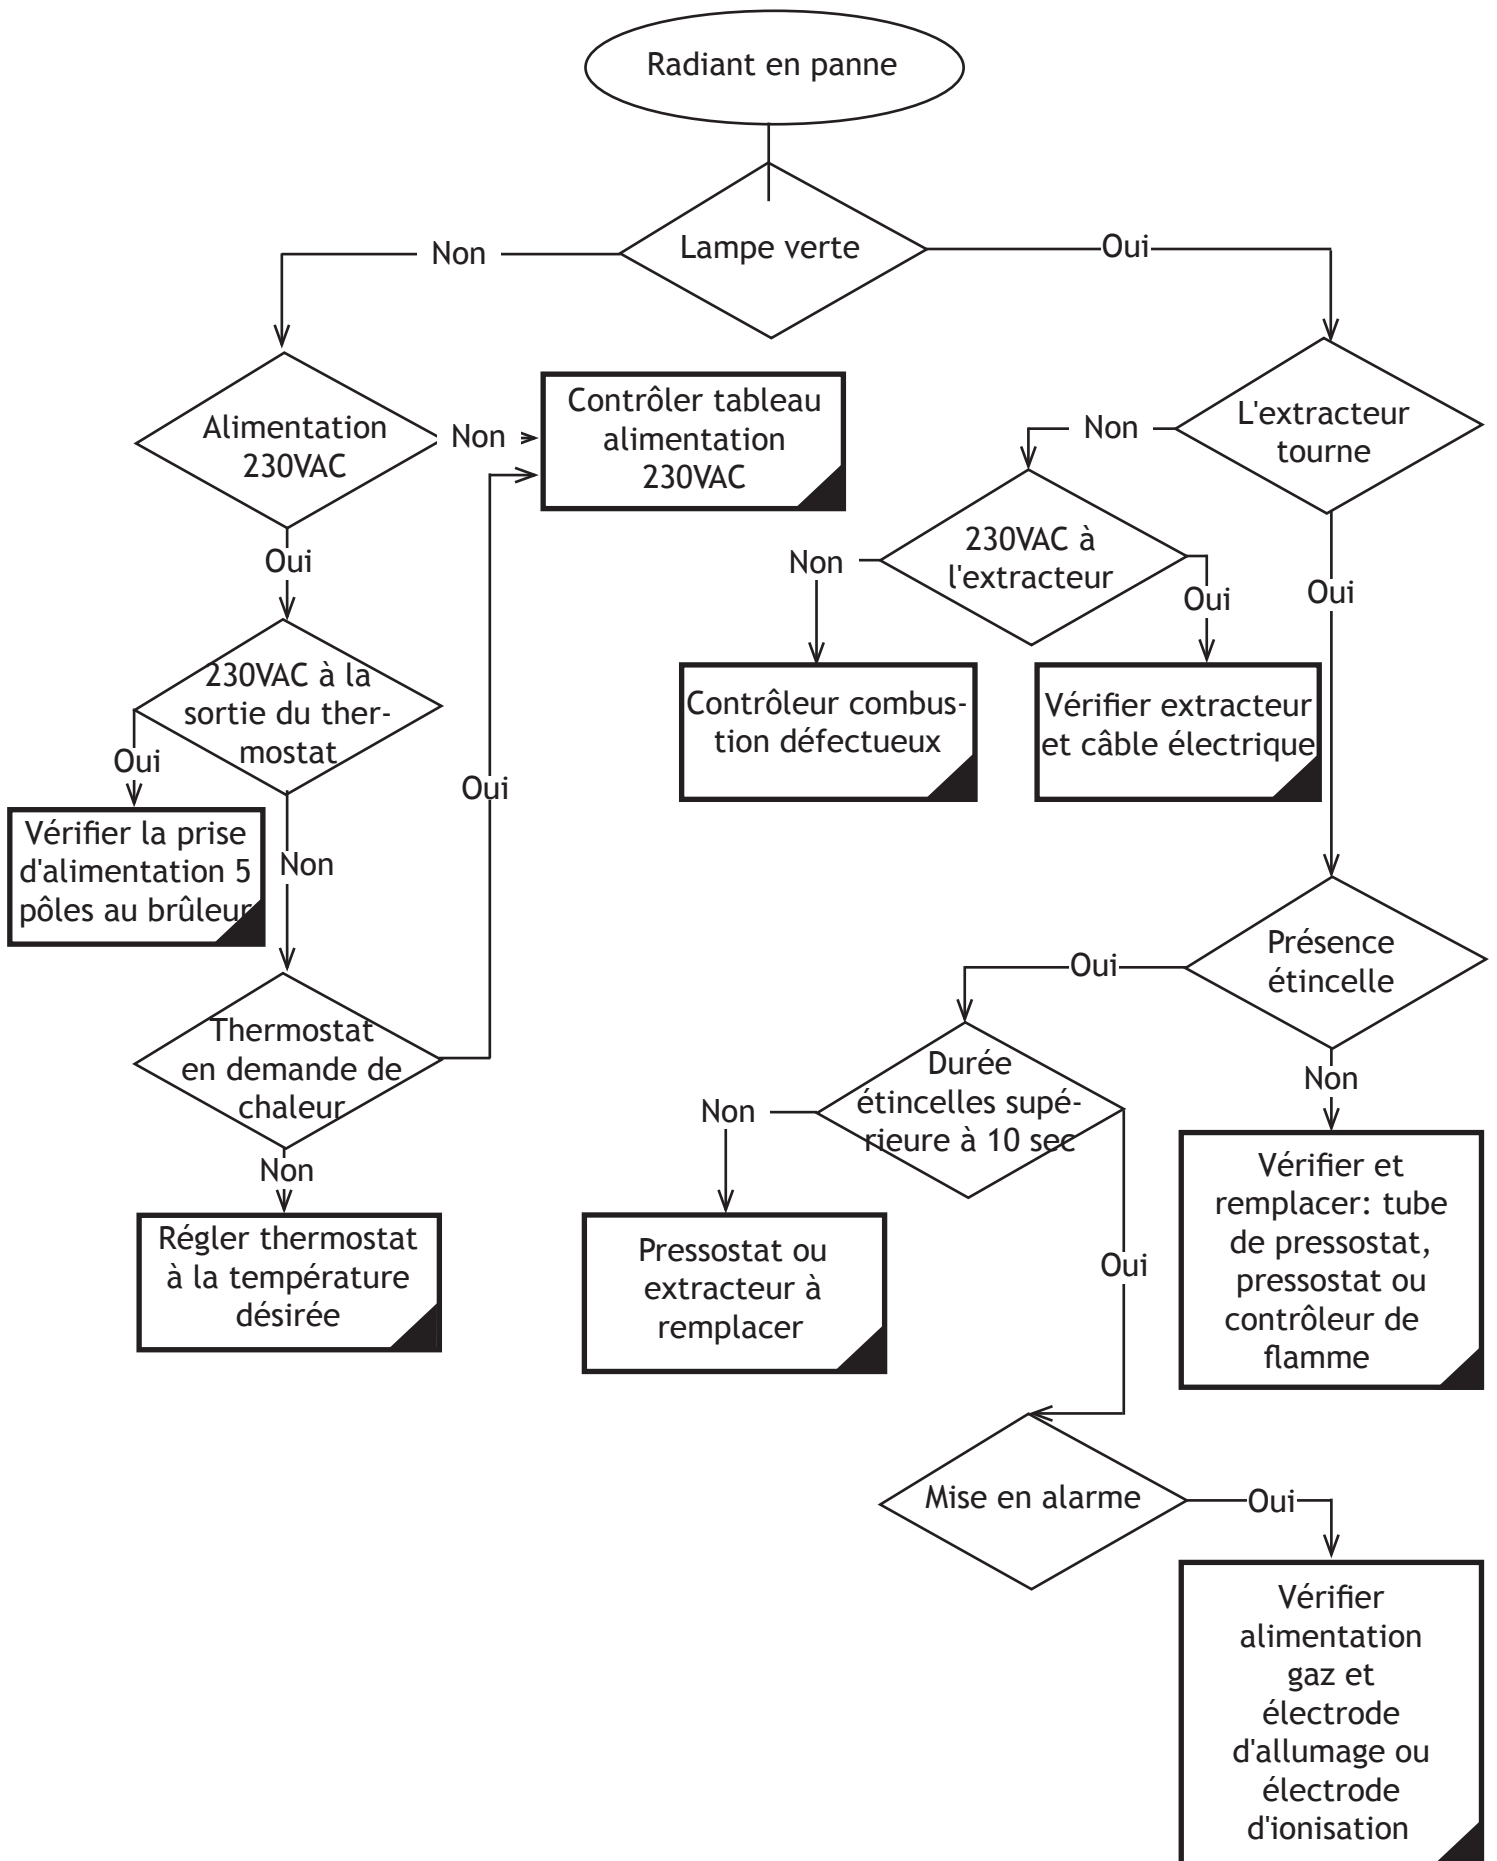 Radiant en panne
Lampe verte
Non
Oui
Alimentation
230VAC
Non
Contrôler tableau
alimentation
230VAC
L'extracteur
tourne
Non
Oui
230VAC à
l'extracteur
Non
Oui
Oui
230VAC à la
sortie du ther-
mostat
Contrôleur combus-
tion défectueux
Vérifier extracteur
et câble électrique
Oui
Oui
Vérifier la prise
d'alimentation 5
pôles au brûleur
Non
Présence
étincelle
Oui
Thermostat
en demande de
chaleur
Durée
étincelles supé-
rieure à 10 sec
Non
Non
Non
Régler thermostat
à la température
désirée
Pressostat ou
extracteur à
remplacer
Oui
Vérifier et
remplacer: tube
de pressostat,
pressostat ou
contrôleur de
flamme
Mise en alarme
Oui
Vérifier
alimentation
gaz et
électrode
d'allumage ou
électrode
d'ionisation